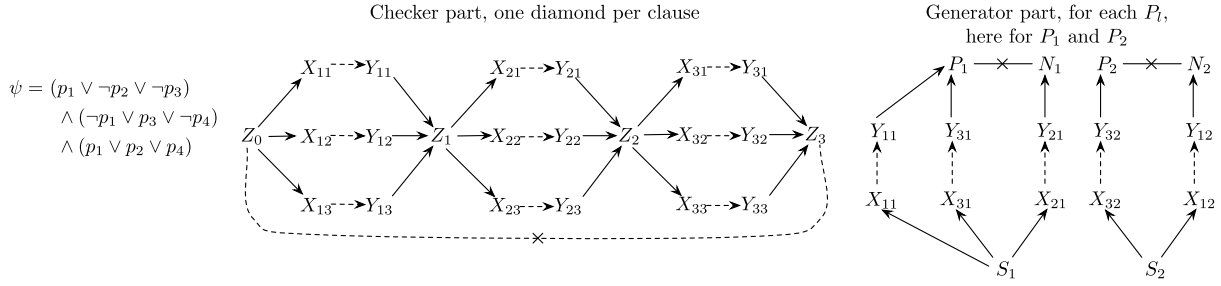 Checker part, one diamond per clause
Generator part, for each P_l,
here for P_1 and P_2
ψ = (p_1 ∨ ¬p_2 ∨ ¬p_3)
∧ (¬p_1 ∨ p_3 ∨ ¬p_4)
∧ (p_1 ∨ p_2 ∨ p_4)
X_11 Y_11 X_21 Y_21 X_31 Y_31
Z_0 X_12 Y_12 Z_1 X_22 Y_22 Z_2 X_32 Y_32 Z_3
X_13 Y_13 X_23 Y_23 X_33 Y_33
P_1 N_1 P_2 N_2
Y_11 Y_31 Y_21 Y_32 Y_12
X_11 X_31 X_21 X_32 X_12
S_1 S_2